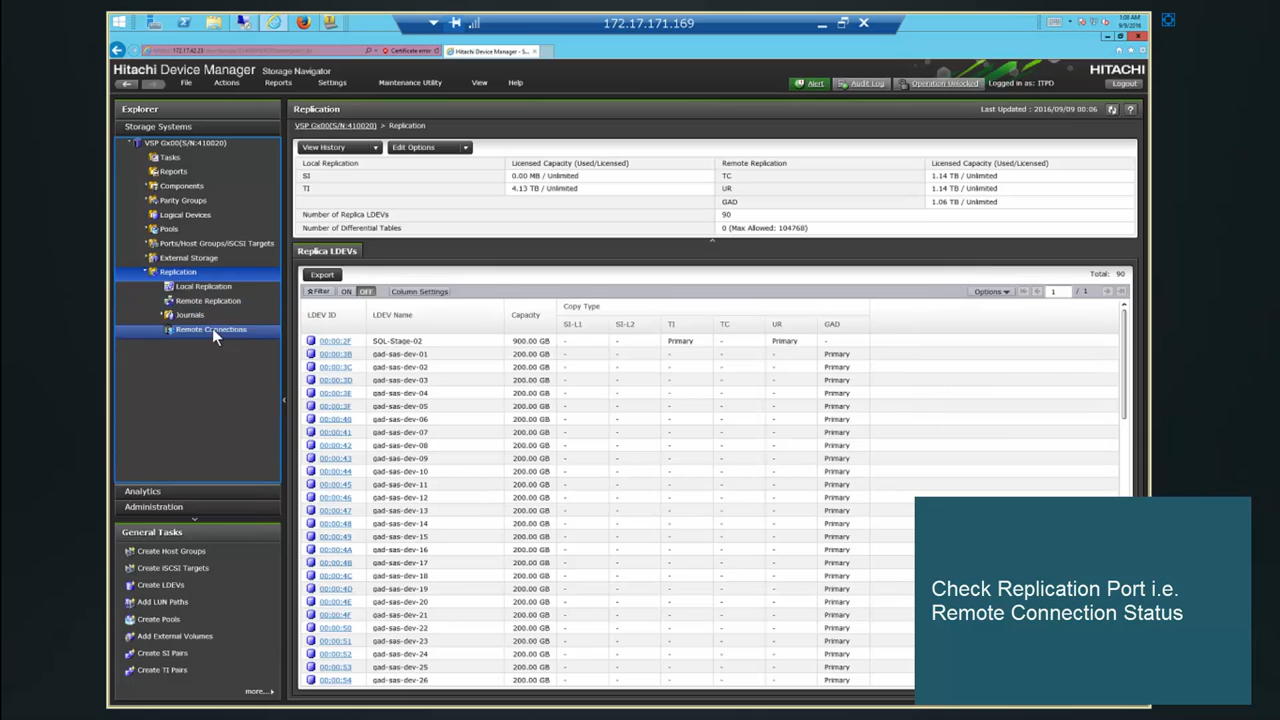 172.17.171.169
1:08 AM
9/9/2016
Certificate error
Hitachi Device Manager - S...
Hitachi Device Manager Storage Navigator
HITACHI
File Actions Reports Settings Maintenance Utility View Help
Alert Audit Log Operation Unlocked Logged in as: ITPD Logout
Explorer
Storage Systems
VSP Gx00(S/N:410020)
Tasks
Reports
Components
Parity Groups
Logical Devices
Pools
Ports/Host Groups/iSCSI Targets
External Storage
Replication
Local Replication
Remote Replication
Journals
Remote Connections
Analytics
Administration
General Tasks
Create Host Groups
Create iSCSI Targets
Create LDEVs
Add LUN Paths
Create Pools
Add External Volumes
Create SI Pairs
Create TI Pairs
more...
Replication
Last Updated : 2016/09/09 00:06
VSP Gx00(S/N:410020) > Replication
View History Edit Options
Local Replication Licensed Capacity (Used/Licensed) Remote Replication Licensed Capacity (Used/Licensed)
SI 0.00 MB / Unlimited TC 1.14 TB / Unlimited
TI 4.13 TB / Unlimited UR 1.14 TB / Unlimited
GAD 1.06 TB / Unlimited
Number of Replica LDEVs 90
Number of Differential Tables 0 (Max Allowed: 104768)
Replica LDEVs
Export Total: 90
Filter ON OFF Column Settings Options 1 / 1
LDEV ID LDEV Name Capacity Copy Type
SI-L1 SI-L2 TI TC UR GAD
00:00:2F SQL-Stage-02 900.00 GB - - Primary - Primary -
00:00:3B gad-sas-dev-01 200.00 GB - - - - - Primary
00:00:3C gad-sas-dev-02 200.00 GB - - - - - Primary
00:00:3D gad-sas-dev-03 200.00 GB - - - - - Primary
00:00:3E gad-sas-dev-04 200.00 GB - - - - - Primary
00:00:3F gad-sas-dev-05 200.00 GB - - - - - Primary
00:00:40 gad-sas-dev-06 200.00 GB - - - - - Primary
00:00:41 gad-sas-dev-07 200.00 GB - - - - - Primary
00:00:42 gad-sas-dev-08 200.00 GB - - - - - Primary
00:00:43 gad-sas-dev-09 200.00 GB - - - - - Primary
00:00:44 gad-sas-dev-10 200.00 GB - - - - - Primary
00:00:45 gad-sas-dev-11 200.00 GB - - - - - Primary
00:00:46 gad-sas-dev-12 200.00 GB - - - - - Primary
00:00:47 gad-sas-dev-13 200.00 GB - - - - - Primary
00:00:48 gad-sas-dev-14 200.00 GB - - - - - Primary
00:00:49 gad-sas-dev-15 200.00 GB - - - - - Primary
00:00:4A gad-sas-dev-16 200.00 GB - - - - - Primary
00:00:4B gad-sas-dev-17 200.00 GB - - - - - Primary
00:00:4C gad-sas-dev-18 200.00 GB - - - - - Primary
00:00:4D gad-sas-dev-19 200.00 GB - - - - - Primary
00:00:4E gad-sas-dev-20 200.00 GB - - - - - Primary
00:00:4F gad-sas-dev-21 200.00 GB - - - - - Primary
00:00:50 gad-sas-dev-22 200.00 GB - - - - - Primary
00:00:51 gad-sas-dev-23 200.00 GB - - - - - Primary
00:00:52 gad-sas-dev-24 200.00 GB - - - - - Primary
00:00:53 gad-sas-dev-25 200.00 GB - - - - - Primary
00:00:54 gad-sas-dev-26 200.00 GB - - - - - Primary
Check Replication Port i.e.
Remote Connection Status